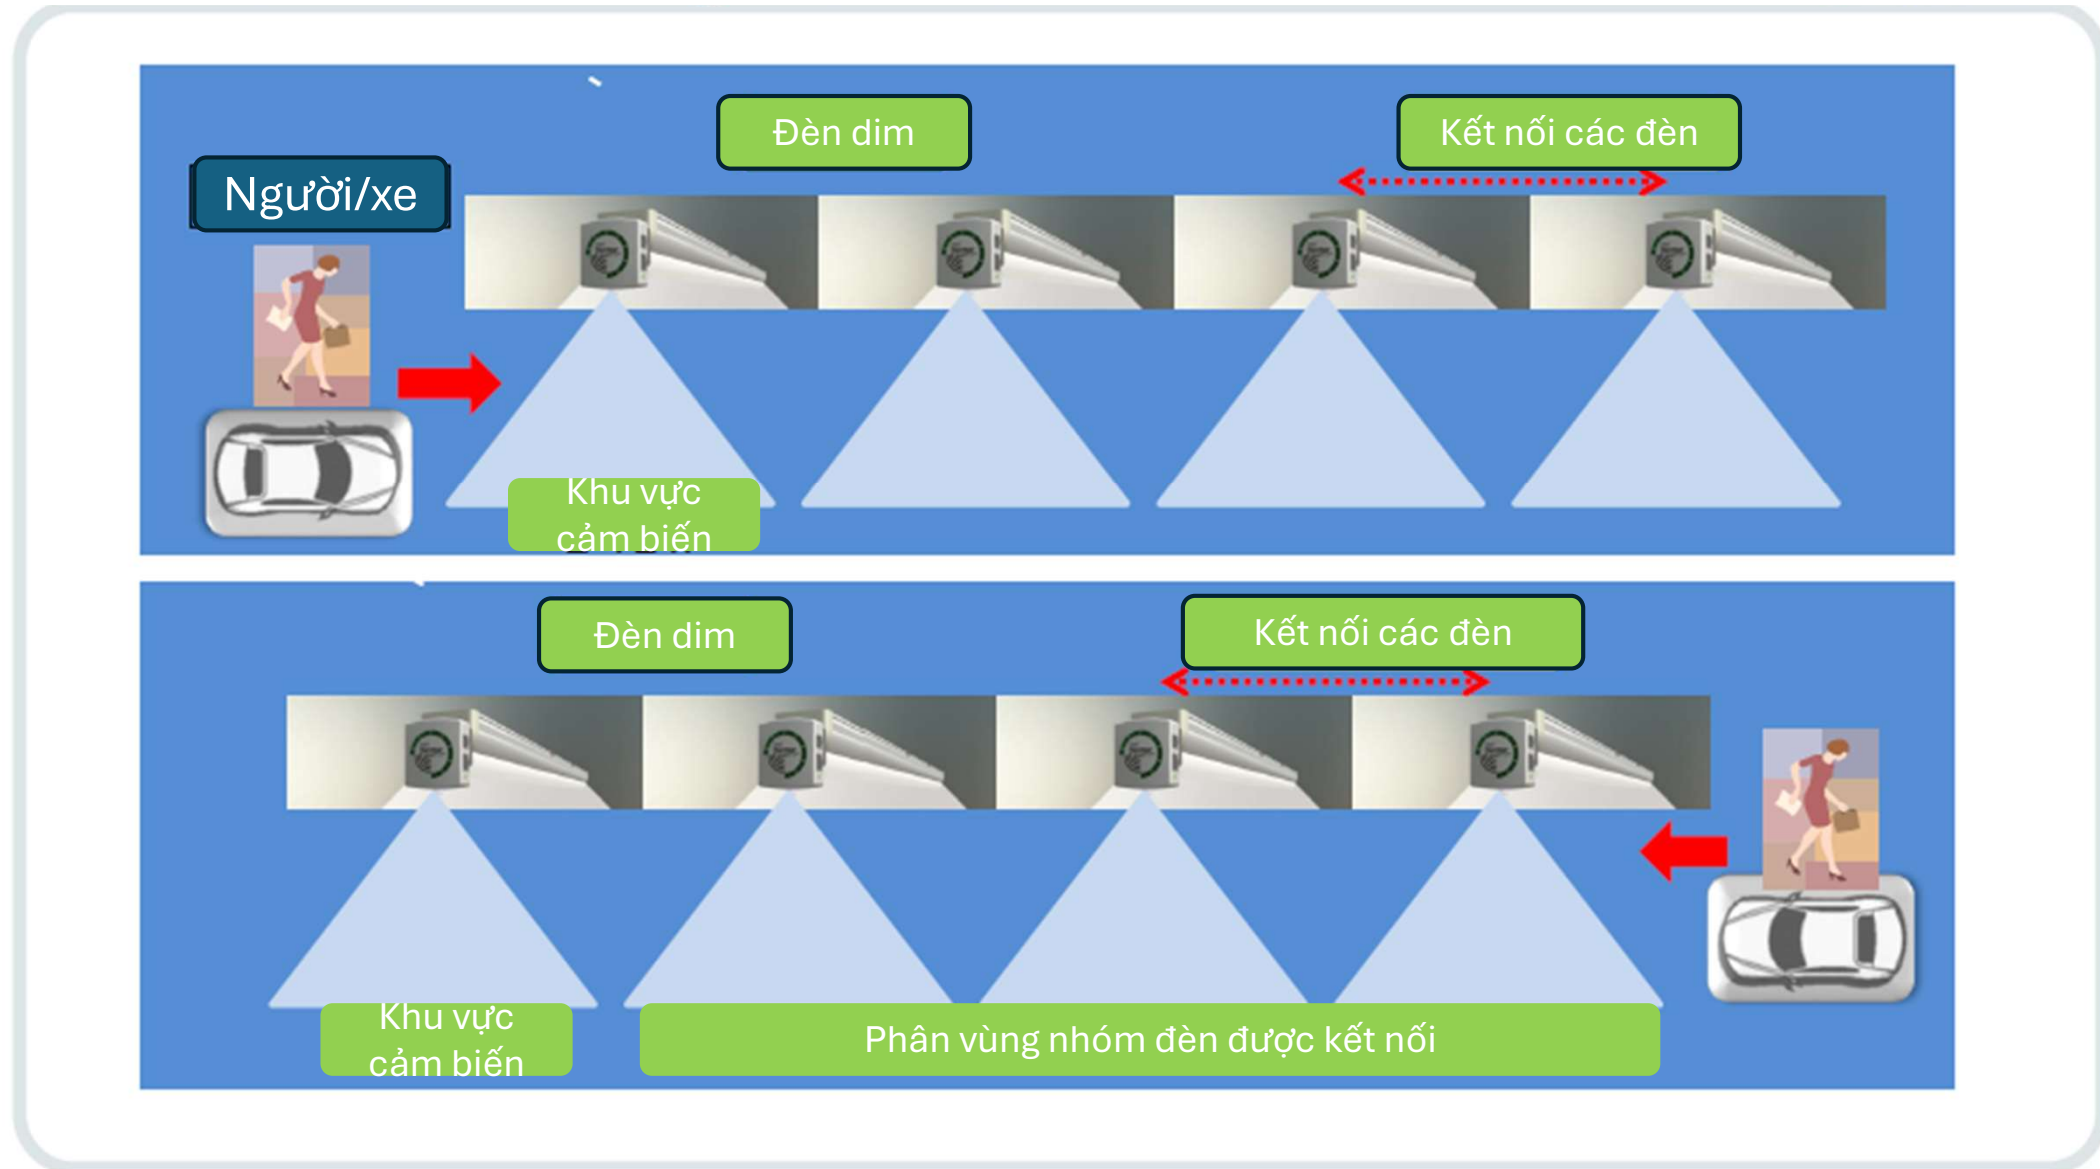 Đèn dim
Kết nối các đèn
Người/xe
Khu vực
cảm biến
Đèn dim
Kết nối các đèn
Khu vực
cảm biến
Phân vùng nhóm đèn được kết nối